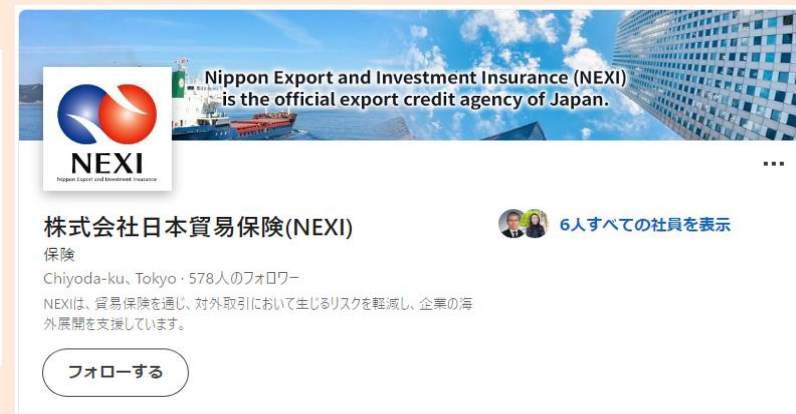 Nippon Export and Investment Insurance (NEXI)
is the official export credit agency of Japan.
NEXI
Nippon Export and Investment Insurance
株式会社日本貿易保険(NEXI)
6人すべての社員を表示
保険
Chiyoda-ku、Tokyo · 578人のフォロワー
NEXIは、貿易保険を通じ、対外取引において生じるリスクを軽減し、企業の海
外展開を支援しています。
フォローする